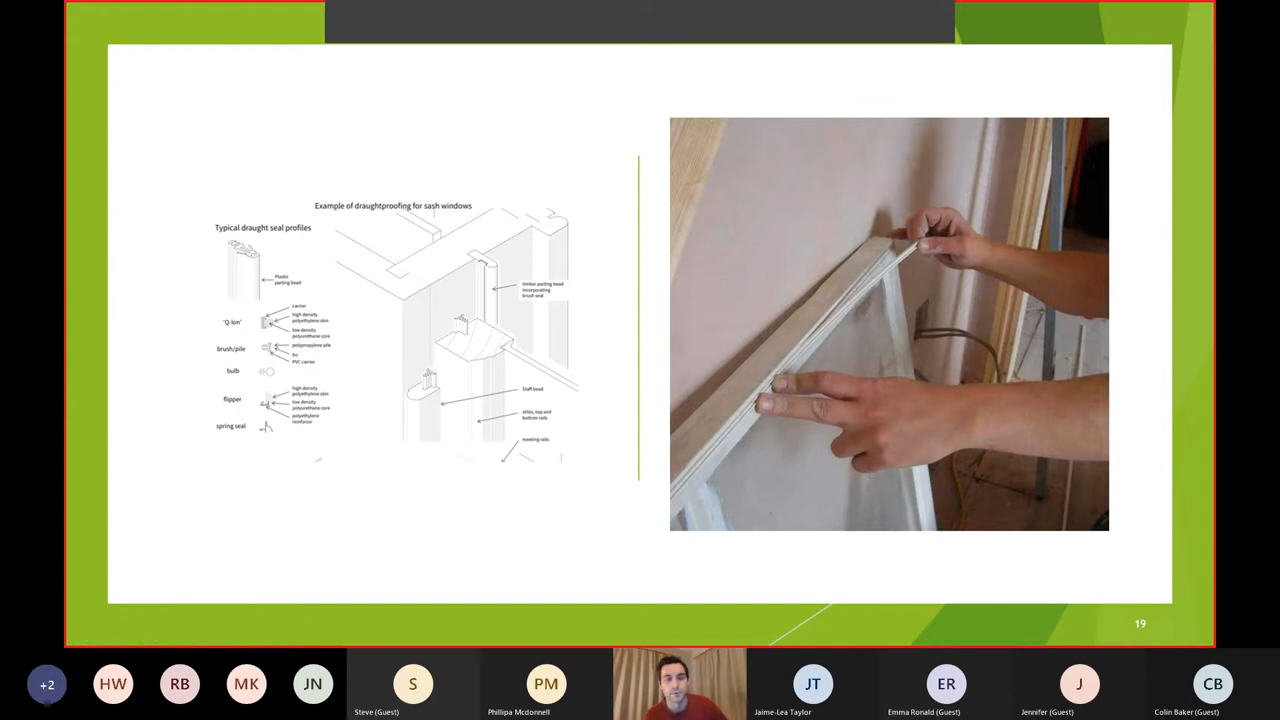 Example of draughtproofing for sash windows
Typical draught seal profiles
Plastic
parting bead
timber parting bead
incorporating
brush seal
'Q-lon'
carrier
high density
polyethylene skin
low density
polyurethane core
brush/pile
polypropylene pile
fin
PVC carrier
bulb
flipper
high density
polyethylene skin
low density
polyurethane core
polyethylene
reinforcer
spring seal
Staff bead
stiles, top and
bottom rails
meeting rails
19
+2
HW
RB
MK
JN
S
Steve (Guest)
PM
Phillipa Mcdonnell
JT
Jaime-Lea Taylor
ER
Emma Ronald (Guest)
J
Jennifer (Guest)
CB
Colin Baker (Guest)